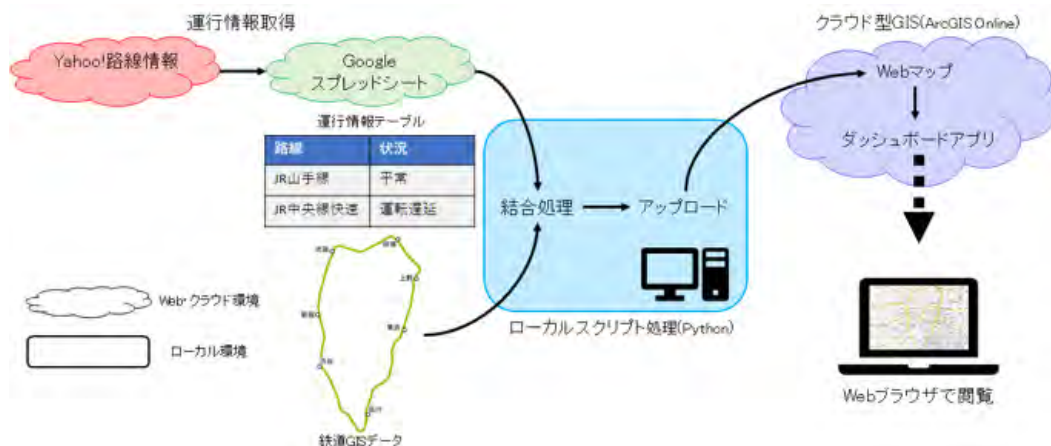 運行情報取得
クラウド型GIS(ArcGIS Online)
Yahoo!路線情報
Google
スプレッドシート
Webマップ
ダッシュボードアプリ
運行情報テーブル
路線 状況
JR山手線 平常
JR中央線快速 運転遅延
結合処理
アップロード
ローカルスクリプト処理(Python)
上野
Web・クラウド環境
ローカル環境
鉄道GISデータ
Webブラウザで閲覧